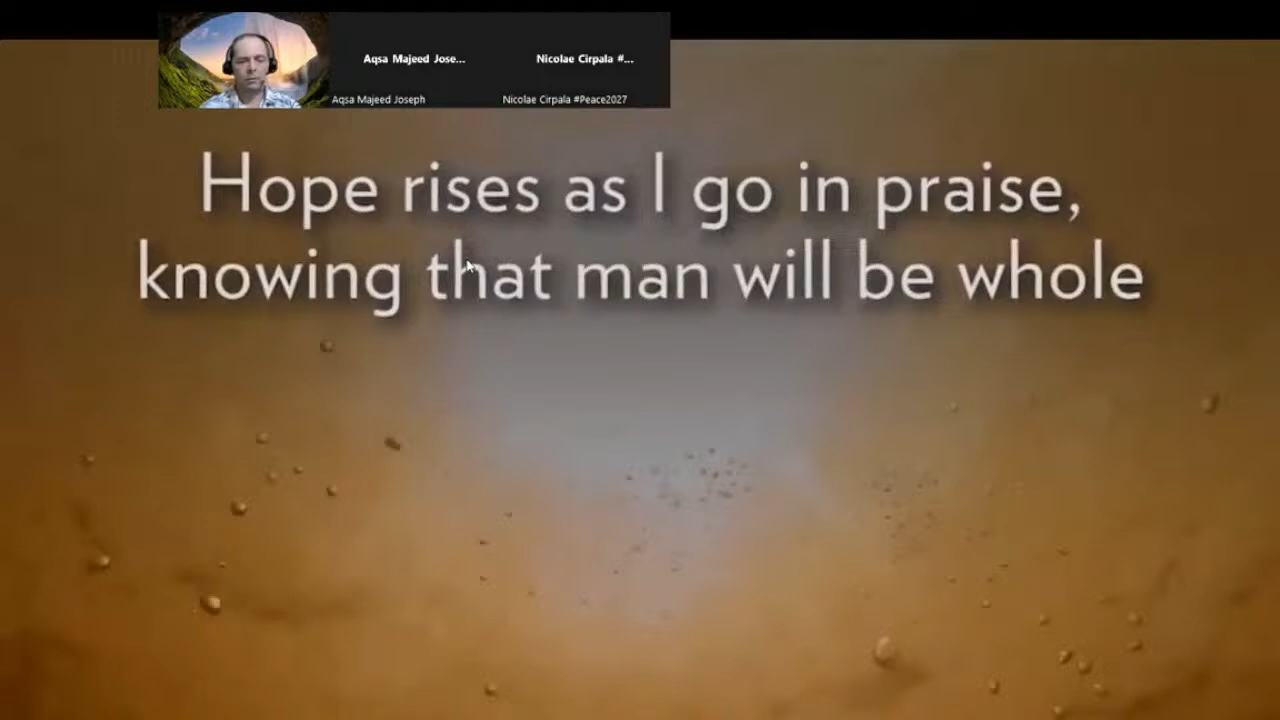 Aqsa Majeed Jose...
Nicolae Cirpala #...
Aqsa Majeed Joseph
Nicolae Cirpala #Peace2027
Hope rises as I go in praise,
knowing that man will be whole